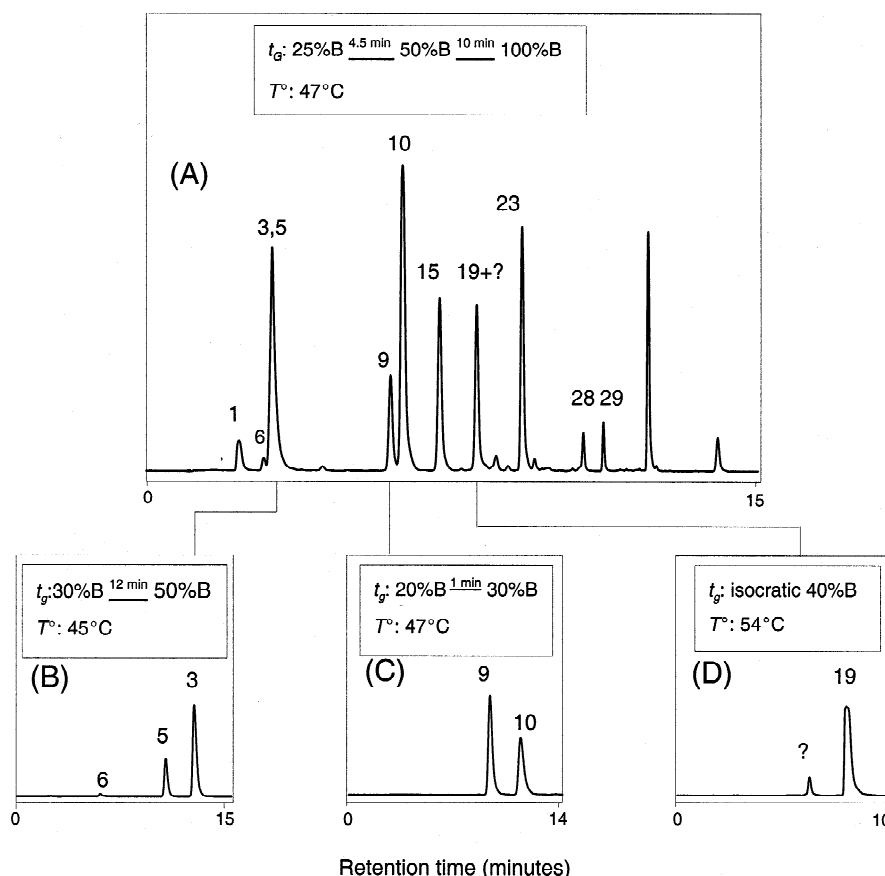 tG: 25%B 4.5 min 50%B 10 min 100%B
T°: 47°C
(A)
10
23
3,5
15
19+?
9
28 29
1
6
0
15
tg:30%B 12 min 50%B
T°: 45°C
(B)
3
5
6
0
15
tg: 20%B 1 min 30%B
T°: 47°C
(C)
9
10
0
14
tg: isocratic 40%B
T°: 54°C
(D)
19
?
0
10
Retention time (minutes)